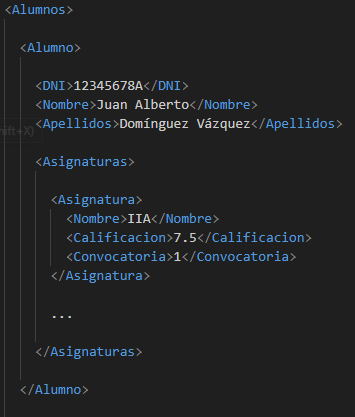 <Alumnos>
<Alumno>
<DNI>12345678A</DNI>
<Nombre>Juan Alberto</Nombre>
<Apellidos>Domínguez Vázquez</Apellidos>
hift+X)
<Asignaturas>
<Asignatura>
<Nombre>IIA</Nombre>
<Calificacion>7.5</Calificacion>
<Convocatoria>1</Convocatoria>
</Asignatura>
...
</Asignaturas>
</Alumno>